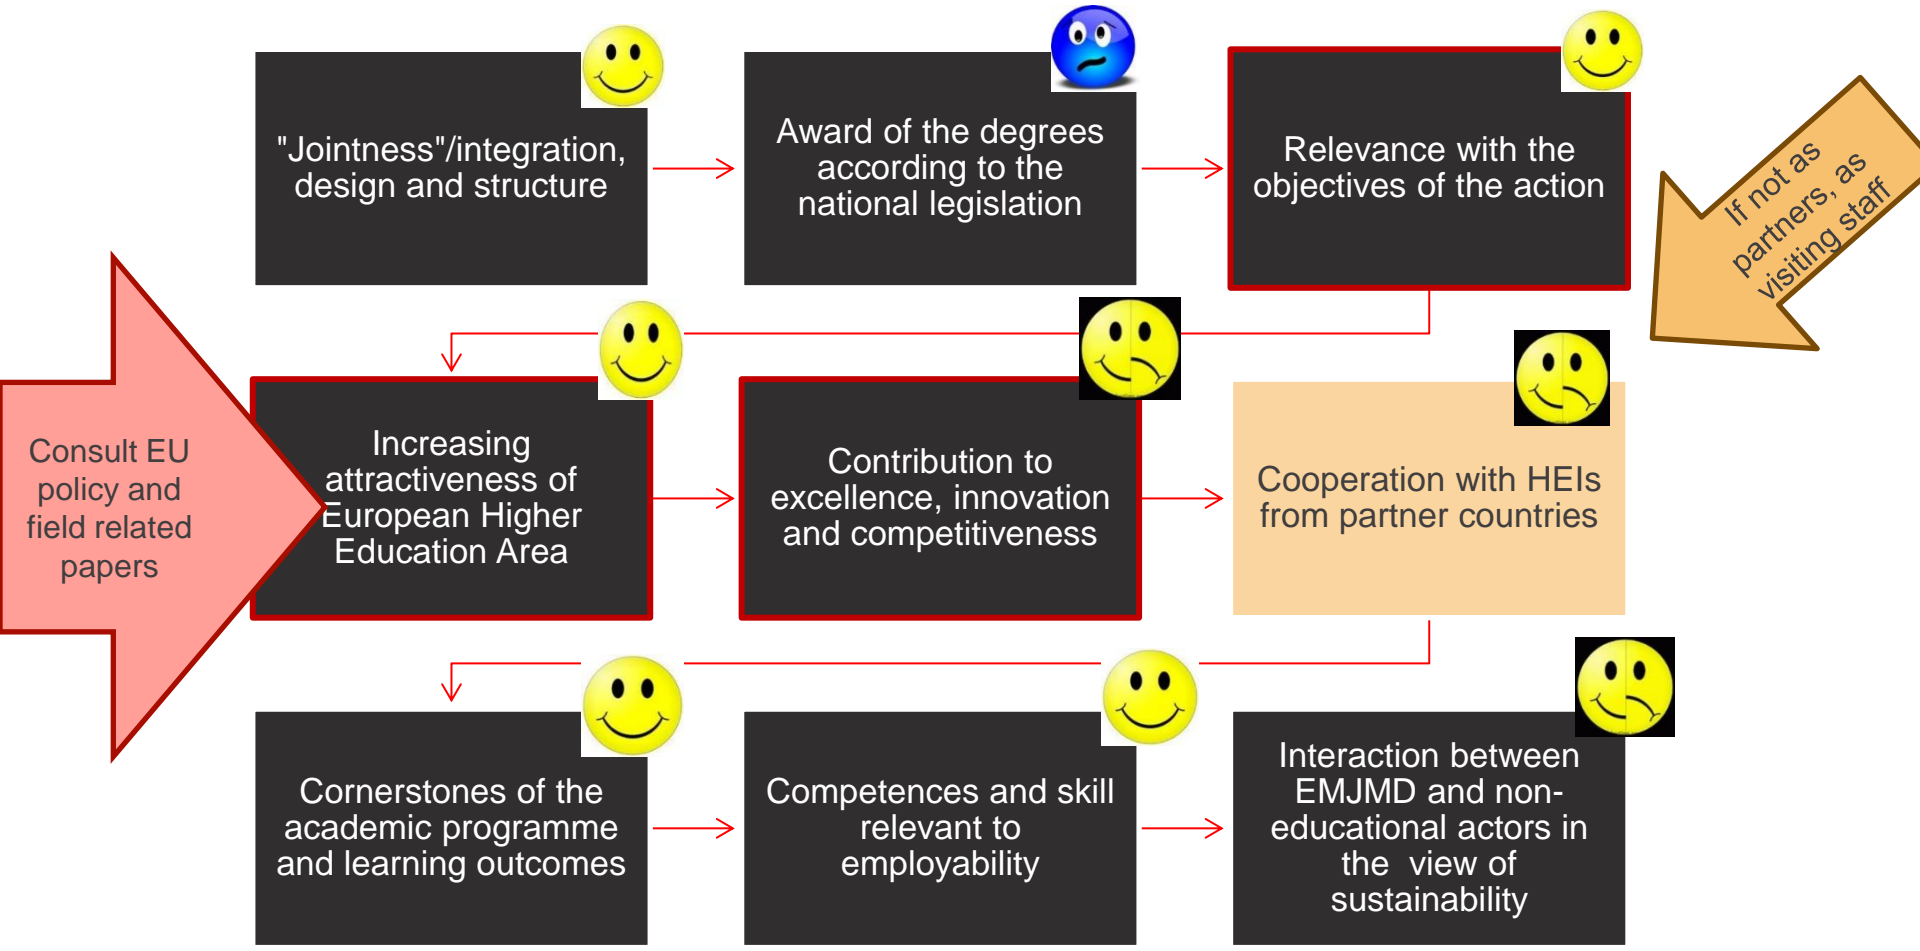 "Jointness"/integration,
design and structure
Award of the degrees
according to the
national legislation
Relevance with the
objectives of the action
If not as
partners, as
visiting staff
Consult EU
policy and
field related
papers
Increasing
attractiveness of
European Higher
Education Area
Contribution to
excellence, innovation
and competitiveness
Cooperation with HEIs
from partner countries
Cornerstones of the
academic programme
and learning outcomes
Competences and skill
relevant to
employability
Interaction between
EMJMD and non-
educational actors in
the view of
sustainability